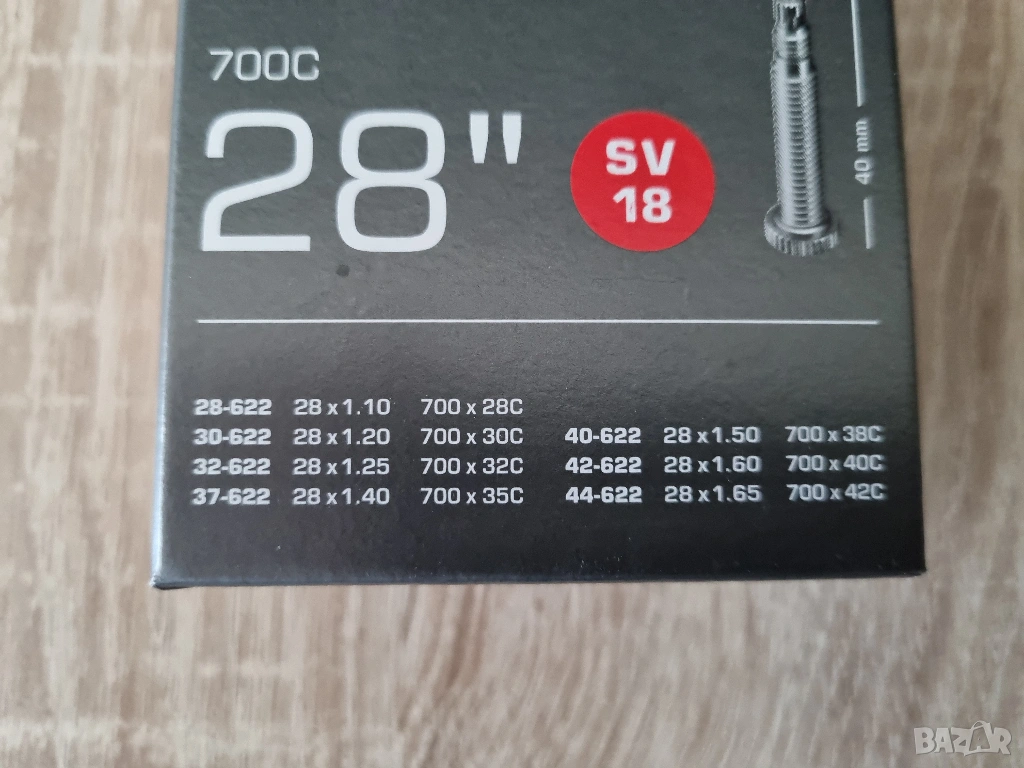 700C
28"
SV
18
40 mm
28-622 28 x 1.10 700 x 28C
30-622 28 x 1.20 700 x 30C 40-622 28 x 1.50 700 x 38C
32-622 28 x 1.25 700 x 32C 42-622 28 x 1.60 700 x 40C
37-622 28 x 1.40 700 x 35C 44-622 28 x 1.65 700 x 42C
BAZAR